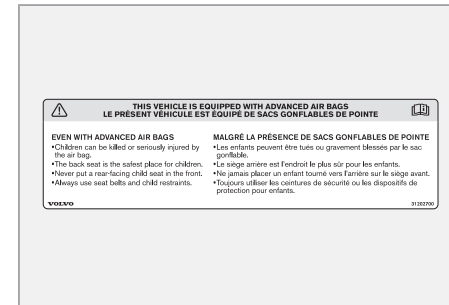 THIS VEHICLE IS EQUIPPED WITH ADVANCED AIR BAGS
LE PRÉSENT VÉHICULE EST ÉQUIPÉ DE SACS GONFLABLES DE POINTE
EVEN WITH ADVANCED AIR BAGS
•Children can be killed or seriously injured by
the air bag.
•The back seat is the safest place for children.
•Never put a rear-facing child seat in the front.
•Always use seat belts and child restraints.
MALGRÉ LA PRÉSENCE DE SACS GONFLABLES DE POINTE
•Les enfants peuvent être tués ou gravement blessés par le sac
gonflable.
•Le siège arrière est l'endroit le plus sûr pour les enfants.
•Ne jamais placer un enfant tourné vers l'arrière sur le siège avant.
•Toujours utiliser les ceintures de sécurité ou les dispositifs de
protection pour enfants.
VOLVO
31202700